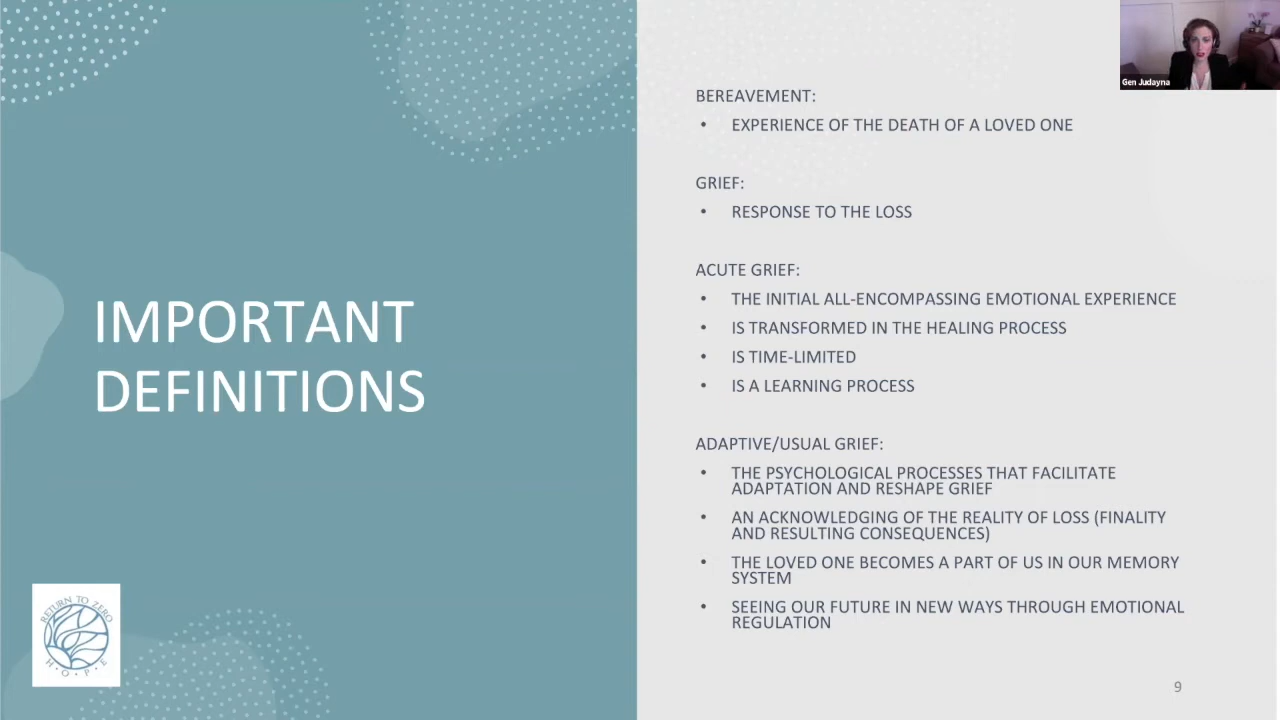 Gen Judayna
IMPORTANT
DEFINITIONS
BEREAVEMENT:
• EXPERIENCE OF THE DEATH OF A LOVED ONE
GRIEF:
• RESPONSE TO THE LOSS
ACUTE GRIEF:
• THE INITIAL ALL-ENCOMPASSING EMOTIONAL EXPERIENCE
• IS TRANSFORMED IN THE HEALING PROCESS
• IS TIME-LIMITED
• IS A LEARNING PROCESS
ADAPTIVE/USUAL GRIEF:
• THE PSYCHOLOGICAL PROCESSES THAT FACILITATE
ADAPTATION AND RESHAPE GRIEF
• AN ACKNOWLEDGING OF THE REALITY OF LOSS (FINALITY
AND RESULTING CONSEQUENCES)
• THE LOVED ONE BECOMES A PART OF US IN OUR MEMORY
SYSTEM
• SEEING OUR FUTURE IN NEW WAYS THROUGH EMOTIONAL
REGULATION
RETURN TO ZERO
H·O·P·E
9